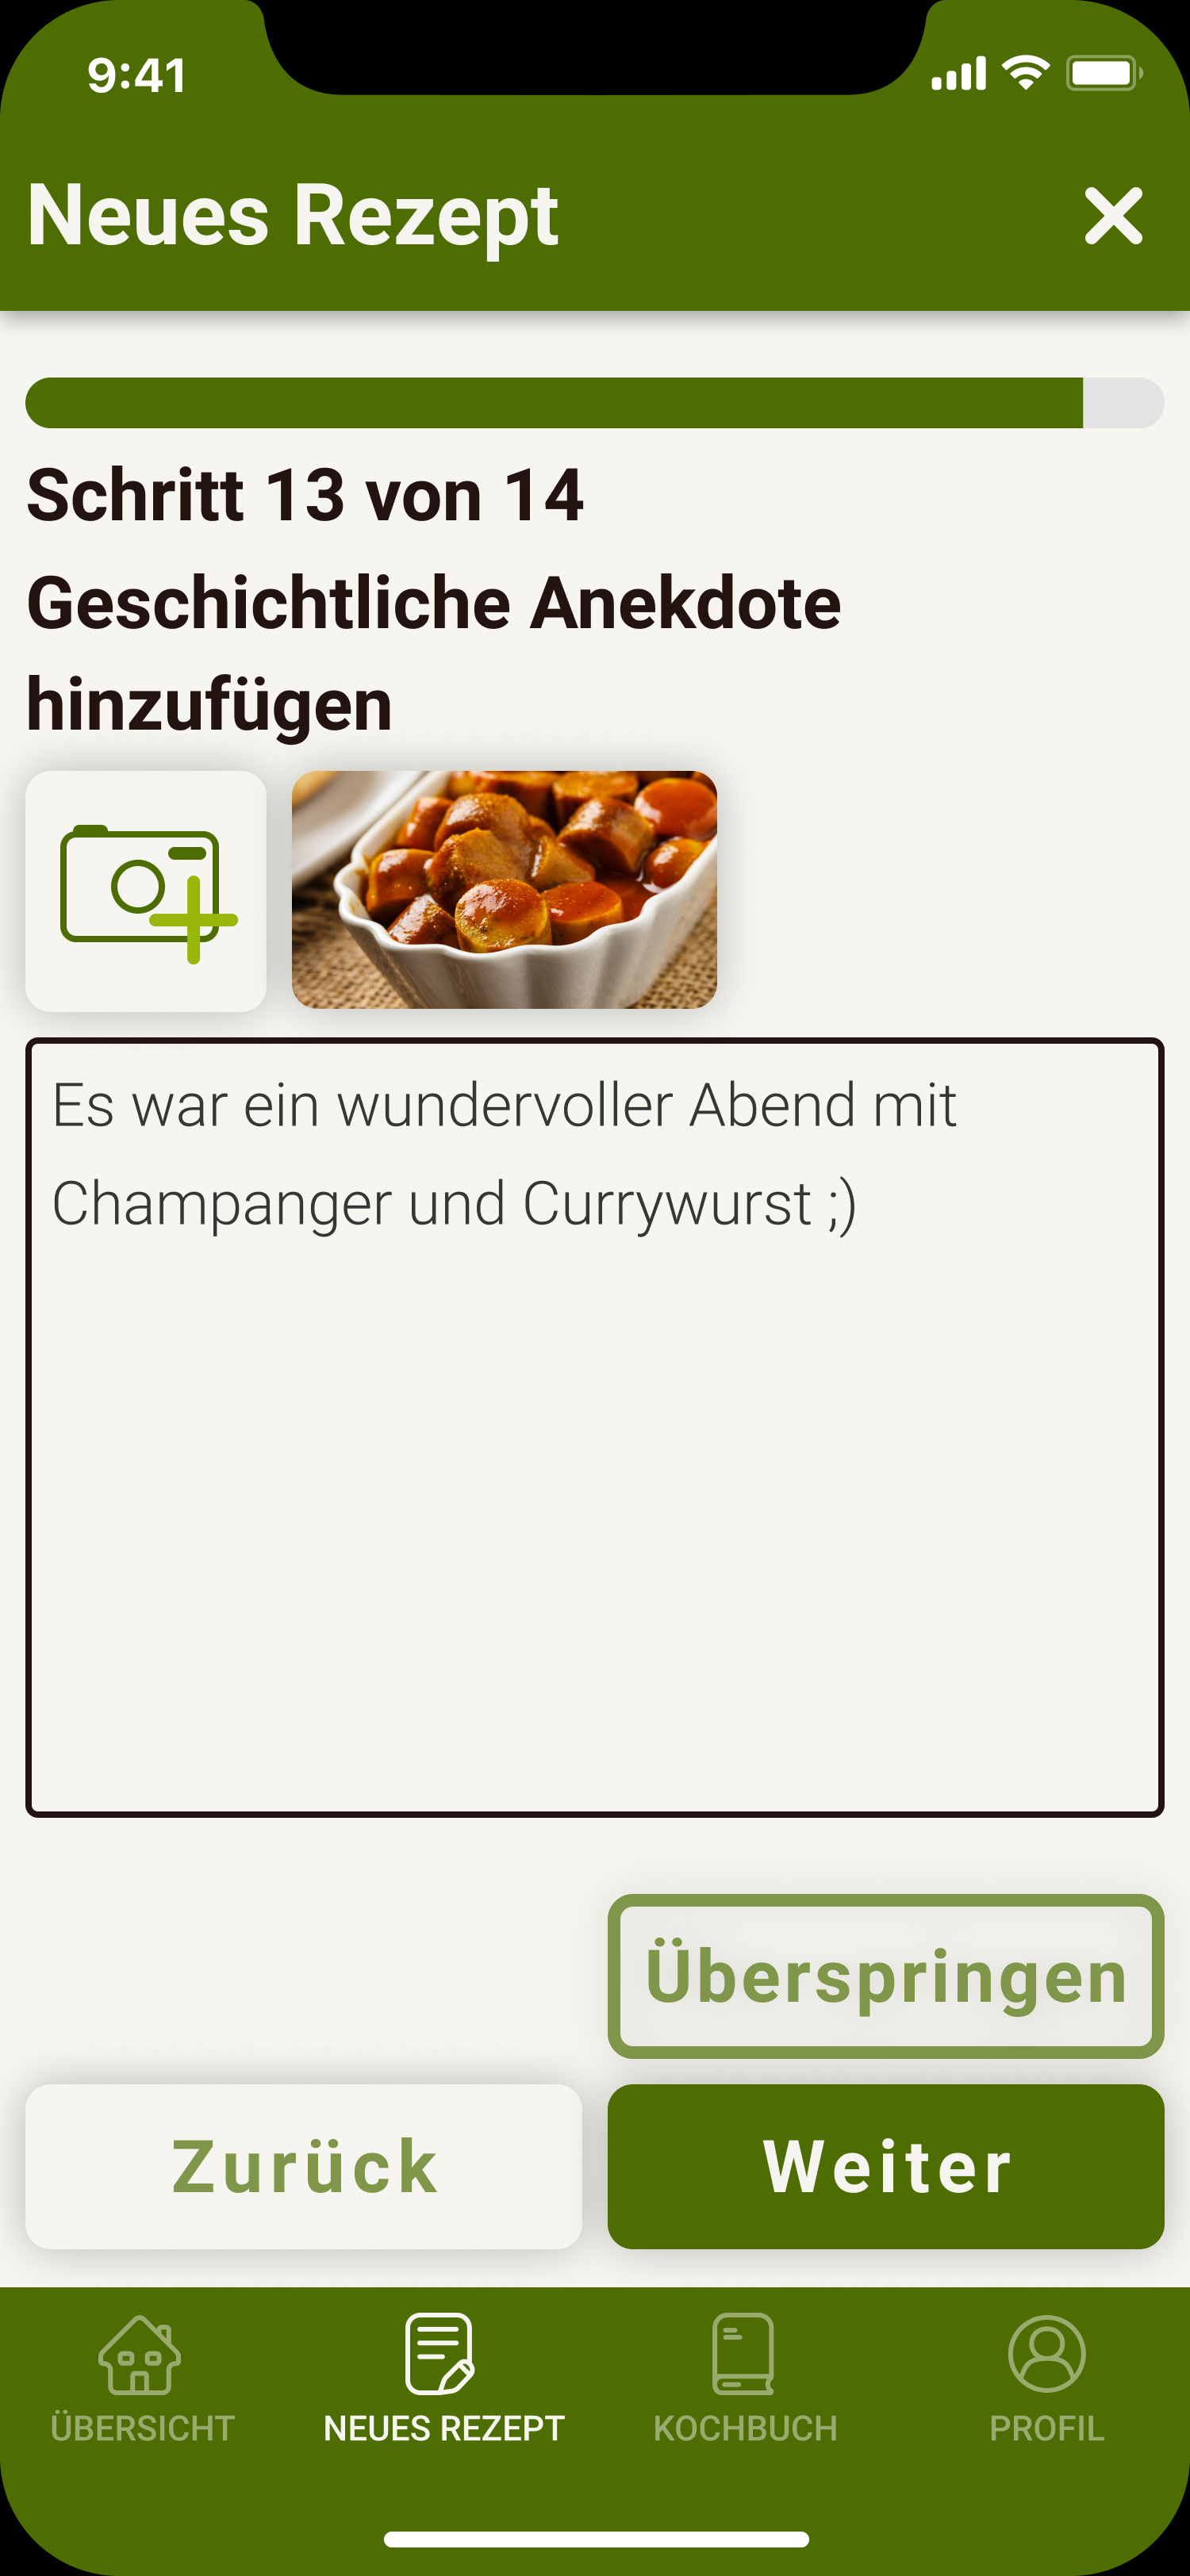 9:41
Neues Rezept
Schritt 13 von 14
Geschichtliche Anekdote
hinzufügen
Es war ein wundervoller Abend mit
Champanger und Currywurst ;)
Überspringen
Zurück
Weiter
ÜBERSICHT
NEUES REZEPT
KOCHBUCH
PROFIL